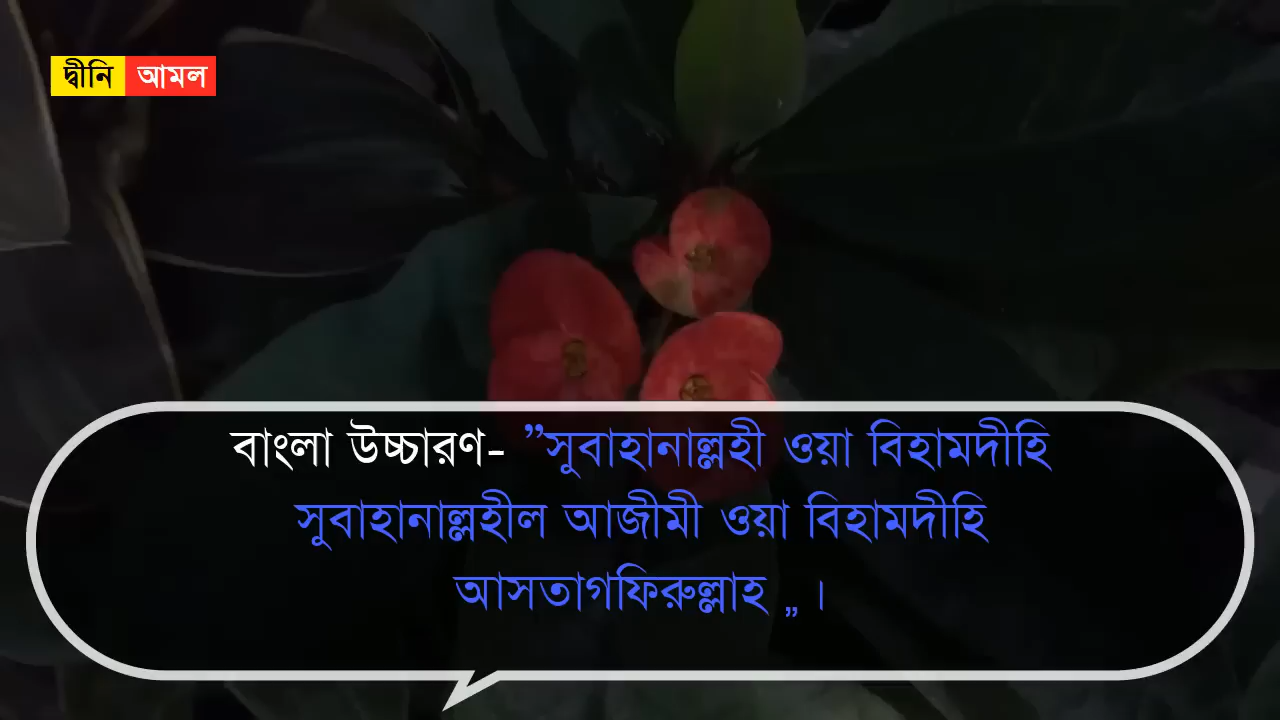 দ্বীনি আমল
বাংলা উচ্চারণ- ”সুবাহানাল্লহী ওয়া বিহামদীহি
সুবাহানাল্লহীল আজীমী ওয়া বিহামদীহি
আসতাগফিরুল্লাহ „ ।